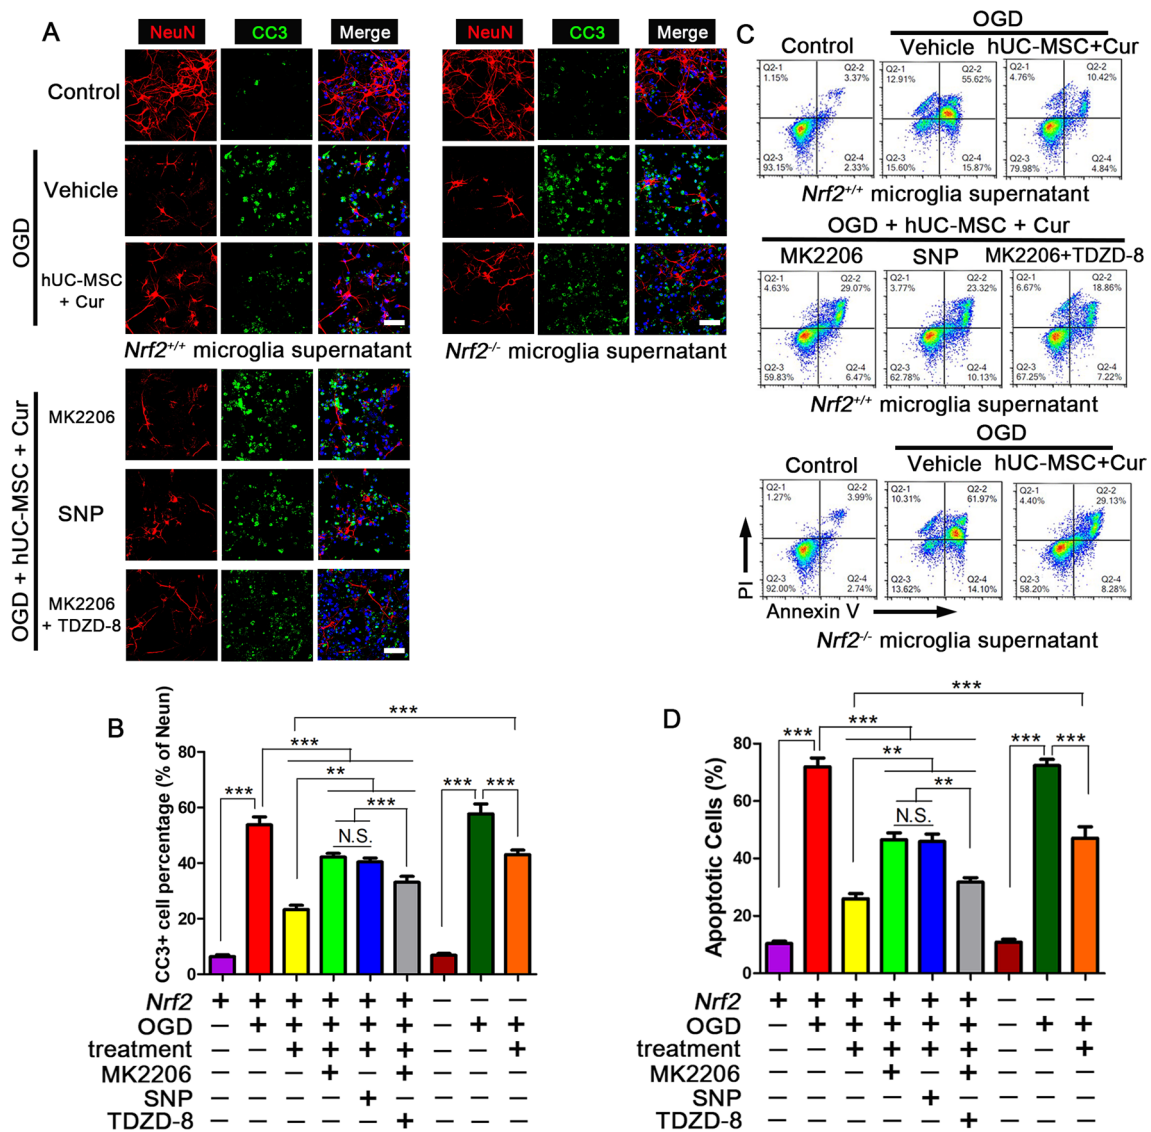 A
NeuN CC3 Merge NeuN CC3 Merge
Control
OGD
Vehicle
hUC-MSC
+ Cur
Nrf2+/+ microglia supernatant
Nrf2-/- microglia supernatant
OGD + hUC-MSC + Cur
MK2206
SNP
MK2206
+ TDZD-8
C
OGD
Control Vehicle hUC-MSC+Cur
Q2-1 Q2-2 Q2-1 Q2-2 Q2-1 Q2-2
1.15% 3.37% 12.91% 55.62% 4.76% 10.42%
Q2-3 Q2-4 Q2-3 Q2-4 Q2-3 Q2-4
93.15% 2.33% 15.60% 15.87% 79.98% 4.84%
Nrf2+/+ microglia supernatant
OGD + hUC-MSC + Cur
MK2206 SNP MK2206+TDZD-8
Q2-1 Q2-2 Q2-1 Q2-2 Q2-1 Q2-2
4.63% 29.07% 3.77% 23.32% 6.67% 18.86%
Q2-3 Q2-4 Q2-3 Q2-4 Q2-3 Q2-4
59.83% 6.47% 62.78% 10.13% 67.25% 7.22%
Nrf2+/+ microglia supernatant
OGD
Control Vehicle hUC-MSC+Cur
Q2-1 Q2-2 Q2-1 Q2-2 Q2-1 Q2-2
1.27% 3.99% 10.31% 61.97% 4.40% 29.13%
Q2-3 Q2-4 Q2-3 Q2-4 Q2-3 Q2-4
92.00% 2.74% 13.62% 14.10% 58.20% 8.28%
PI
Annexin V
Nrf2-/- microglia supernatant
B
CC3+ cell percentage (% of Neun)
80
60
40
20
0
***
***
**
***
N.S.
*** *** ***
Nrf2 + + + + + + — — —
OGD — + + + + + — + +
treatment — — + + + + — — +
MK2206 — — — + — + — — —
SNP — — — — + — — — —
TDZD-8 — — — — — + — — —
D
Apoptotic Cells (%)
80
60
40
20
0
***
***
*** *** ***
**
**
N.S.
Nrf2 + + + + + + — — —
OGD — + + + + + — + +
treatment — — + + + + — — +
MK2206 — — — + — + — — —
SNP — — — — + — — — —
TDZD-8 — — — — — + — — —